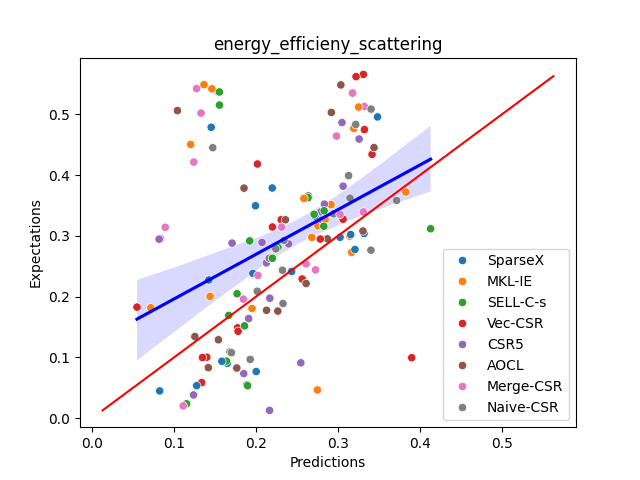 energy_efficieny_scattering
Expectations
0.5
0.4
0.3
0.2
0.1
0.0
0.0 0.1 0.2 0.3 0.4 0.5
Predictions
SparseX
MKL-IE
SELL-C-s
Vec-CSR
CSR5
AOCL
Merge-CSR
Naive-CSR